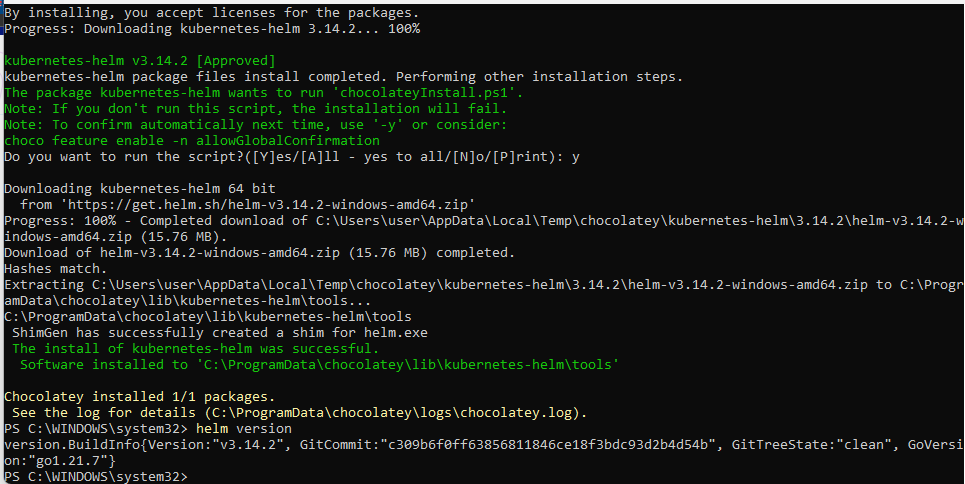 By installing, you accept licenses for the packages.
Progress: Downloading kubernetes-helm 3.14.2... 100%
kubernetes-helm v3.14.2 [Approved]
kubernetes-helm package files install completed. Performing other installation steps.
The package kubernetes-helm wants to run 'chocolateyInstall.ps1'.
Note: If you don't run this script, the installation will fail.
Note: To confirm automatically next time, use '-y' or consider:
choco feature enable -n allowGlobalConfirmation
Do you want to run the script?([Y]es/[A]ll - yes to all/[N]o/[P]rint): y
Downloading kubernetes-helm 64 bit
  from 'https://get.helm.sh/helm-v3.14.2-windows-amd64.zip'
Progress: 100% - Completed download of C:\Users\user\AppData\Local\Temp\chocolatey\kubernetes-helm\3.14.2\helm-v3.14.2-w
indows-amd64.zip (15.76 MB).
Download of helm-v3.14.2-windows-amd64.zip (15.76 MB) completed.
Hashes match.
Extracting C:\Users\user\AppData\Local\Temp\chocolatey\kubernetes-helm\3.14.2\helm-v3.14.2-windows-amd64.zip to C:\Progr
amData\chocolatey\lib\kubernetes-helm\tools...
C:\ProgramData\chocolatey\lib\kubernetes-helm\tools
 ShimGen has successfully created a shim for helm.exe
 The install of kubernetes-helm was successful.
  Software installed to 'C:\ProgramData\chocolatey\lib\kubernetes-helm\tools'
Chocolatey installed 1/1 packages.
 See the log for details (C:\ProgramData\chocolatey\logs\chocolatey.log).
PS C:\WINDOWS\system32> helm version
version.BuildInfo{Version:"v3.14.2", GitCommit:"c309b6f0ff63856811846ce18f3bdc93d2b4d54b", GitTreeState:"clean", GoVersi
on:"go1.21.7"}
PS C:\WINDOWS\system32>